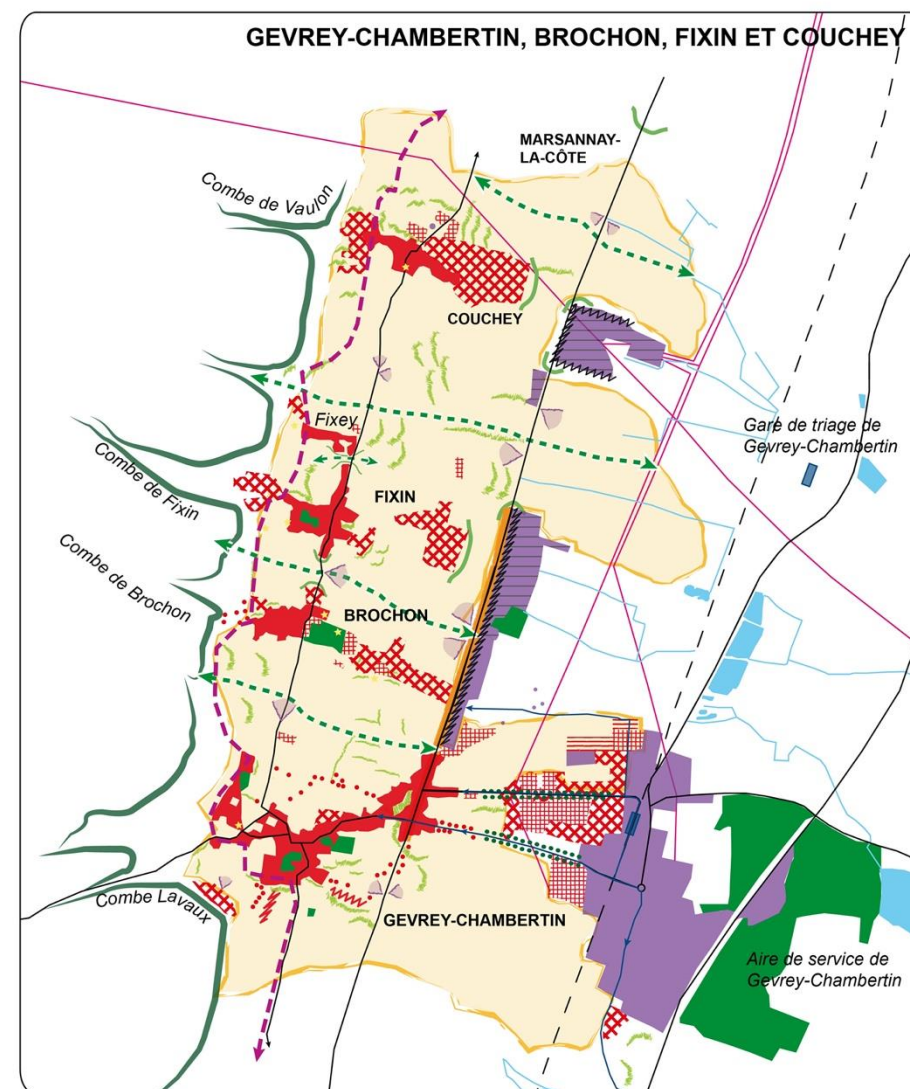 GEVREY-CHAMBERTIN, BROCHON, FIXIN ET COUCHEY
MARSANNAY-
LA-CÔTE
Combe de Vaulon
COUCHEY
Fixey
Gare de triage de
Gevrey-Chambertin
FIXIN
Combe de Fixin
Combe de Brochon
BROCHON
Combe Lavaux
GEVREY-CHAMBERTIN
Aire de service de
Gevrey-Chambertin